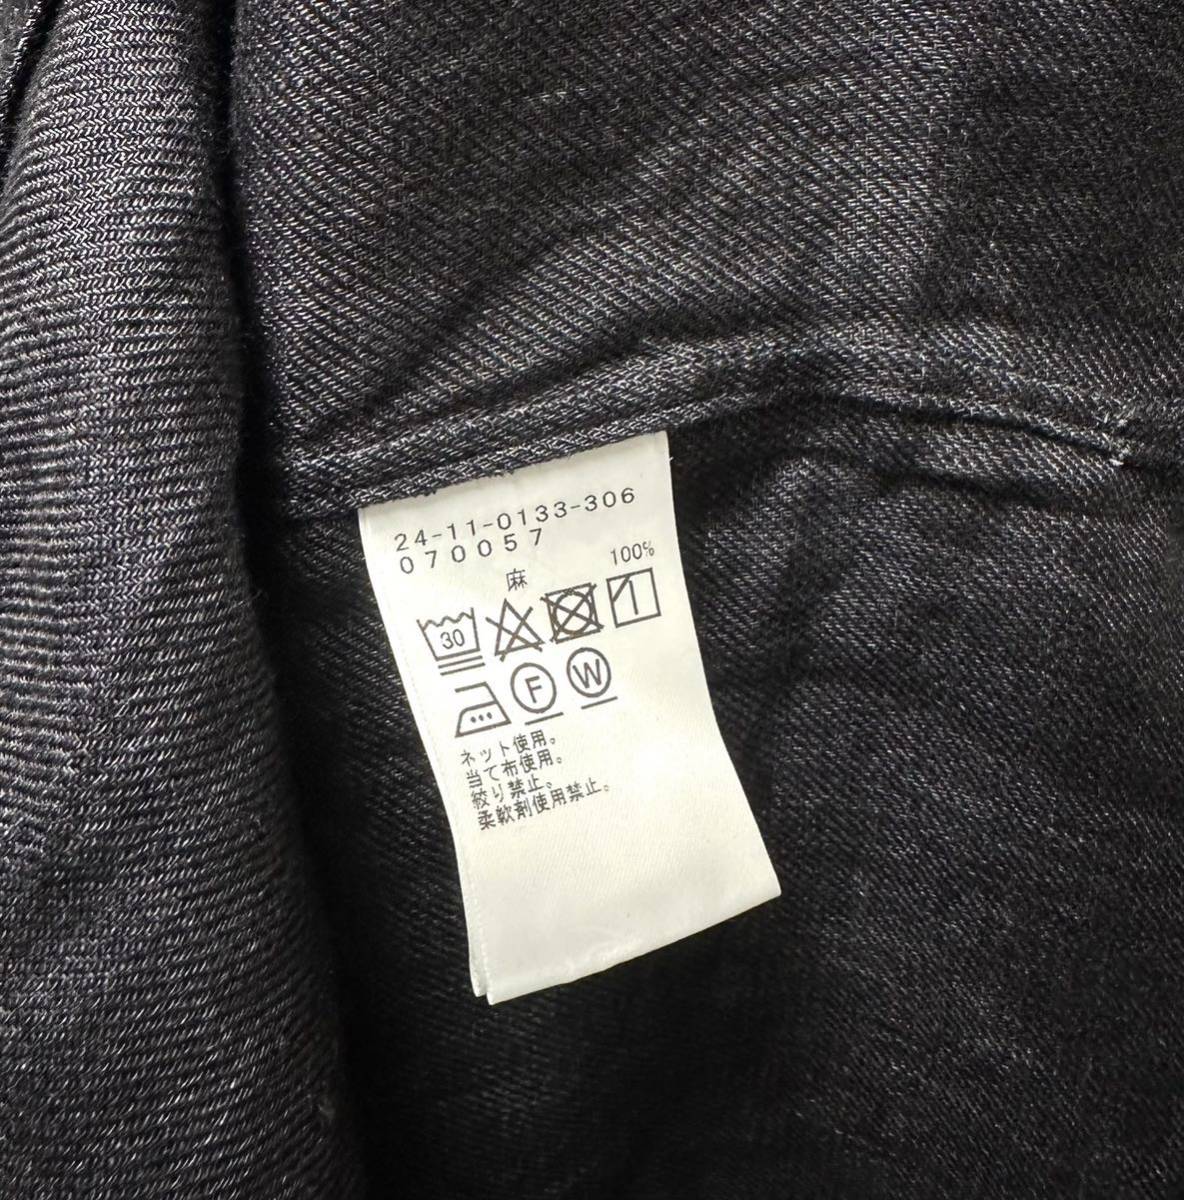 24-11-0133-306
070057
麻 100%
30
F W
ネット使用。
当て布使用。
絞り禁止。
柔軟剤使用禁止。